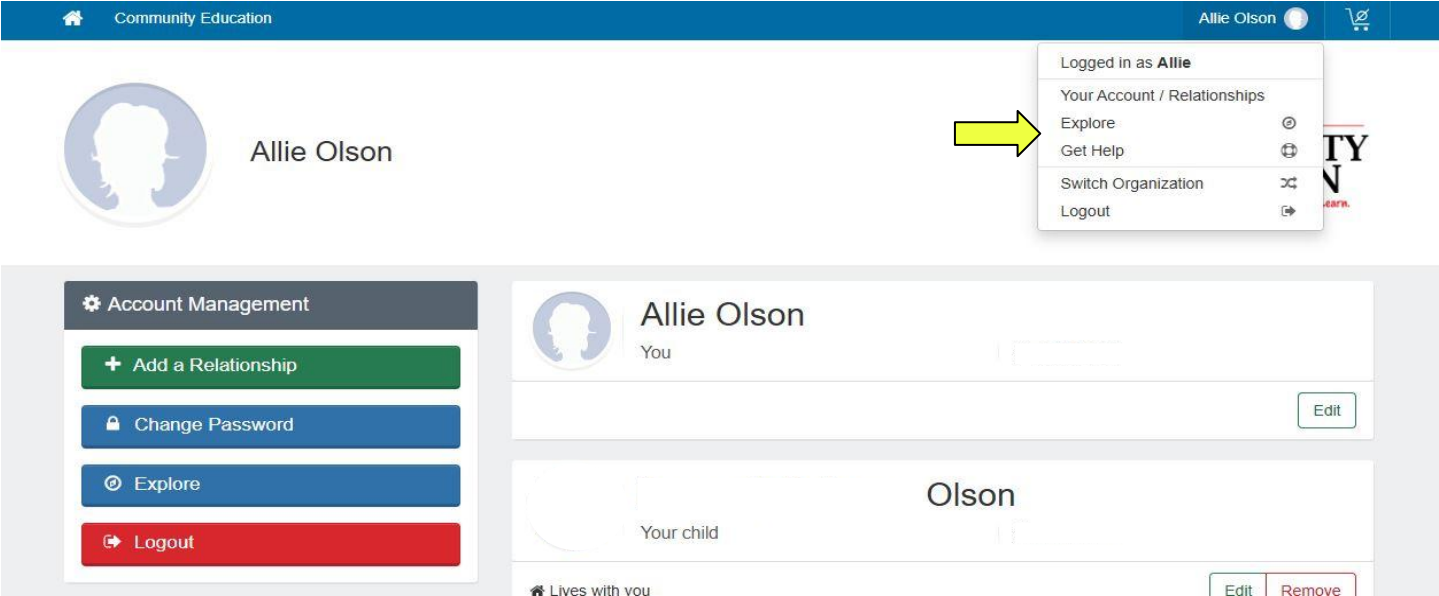 Community Education
Allie Olson
Logged in as Allie
Your Account / Relationships
Explore
Get Help
Switch Organization
Logout
TY
N
Learn.
Allie Olson
Account Management
Add a Relationship
Change Password
Explore
Logout
Allie Olson
You
Edit
Olson
Your child
Lives with you
Edit
Remove